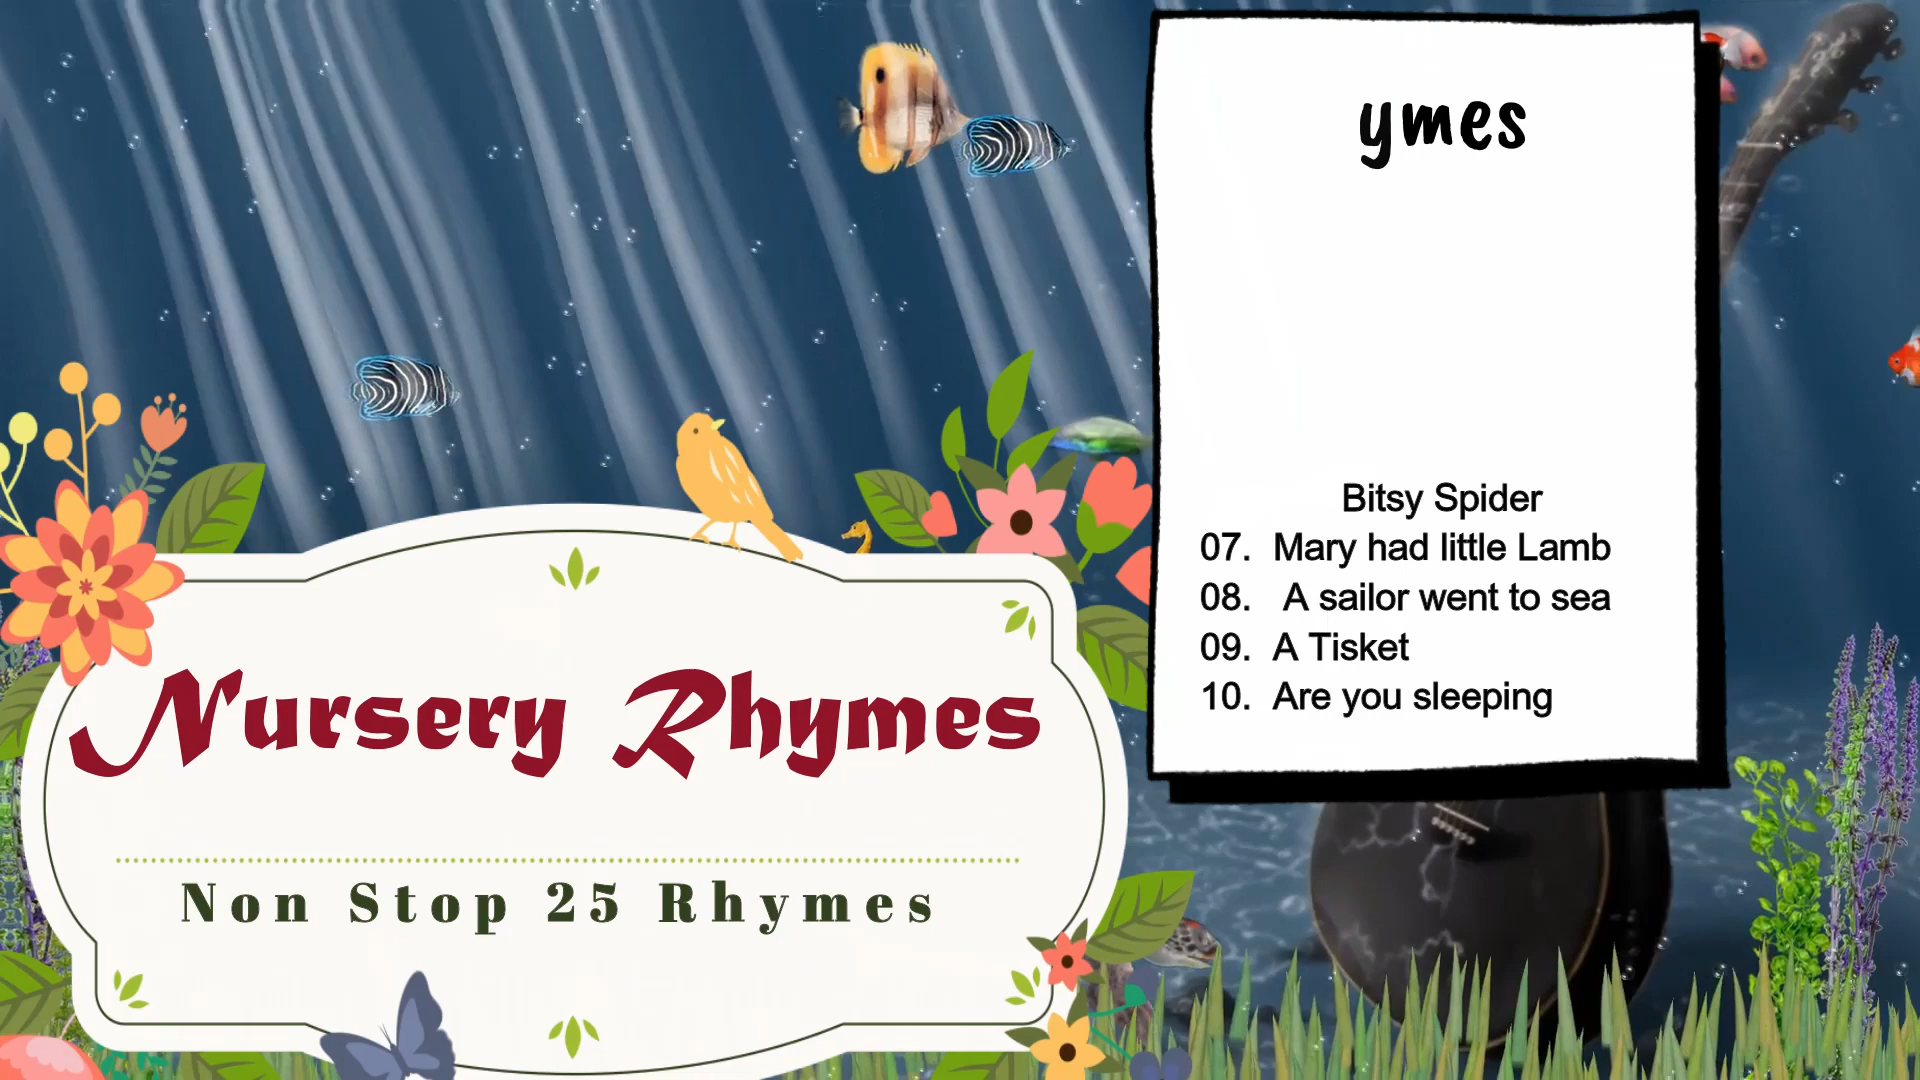 Nursery Rhymes
Non Stop 25 Rhymes
ymes
Bitsy Spider
07. Mary had little Lamb
08. A sailor went to sea
09. A Tisket
10. Are you sleeping